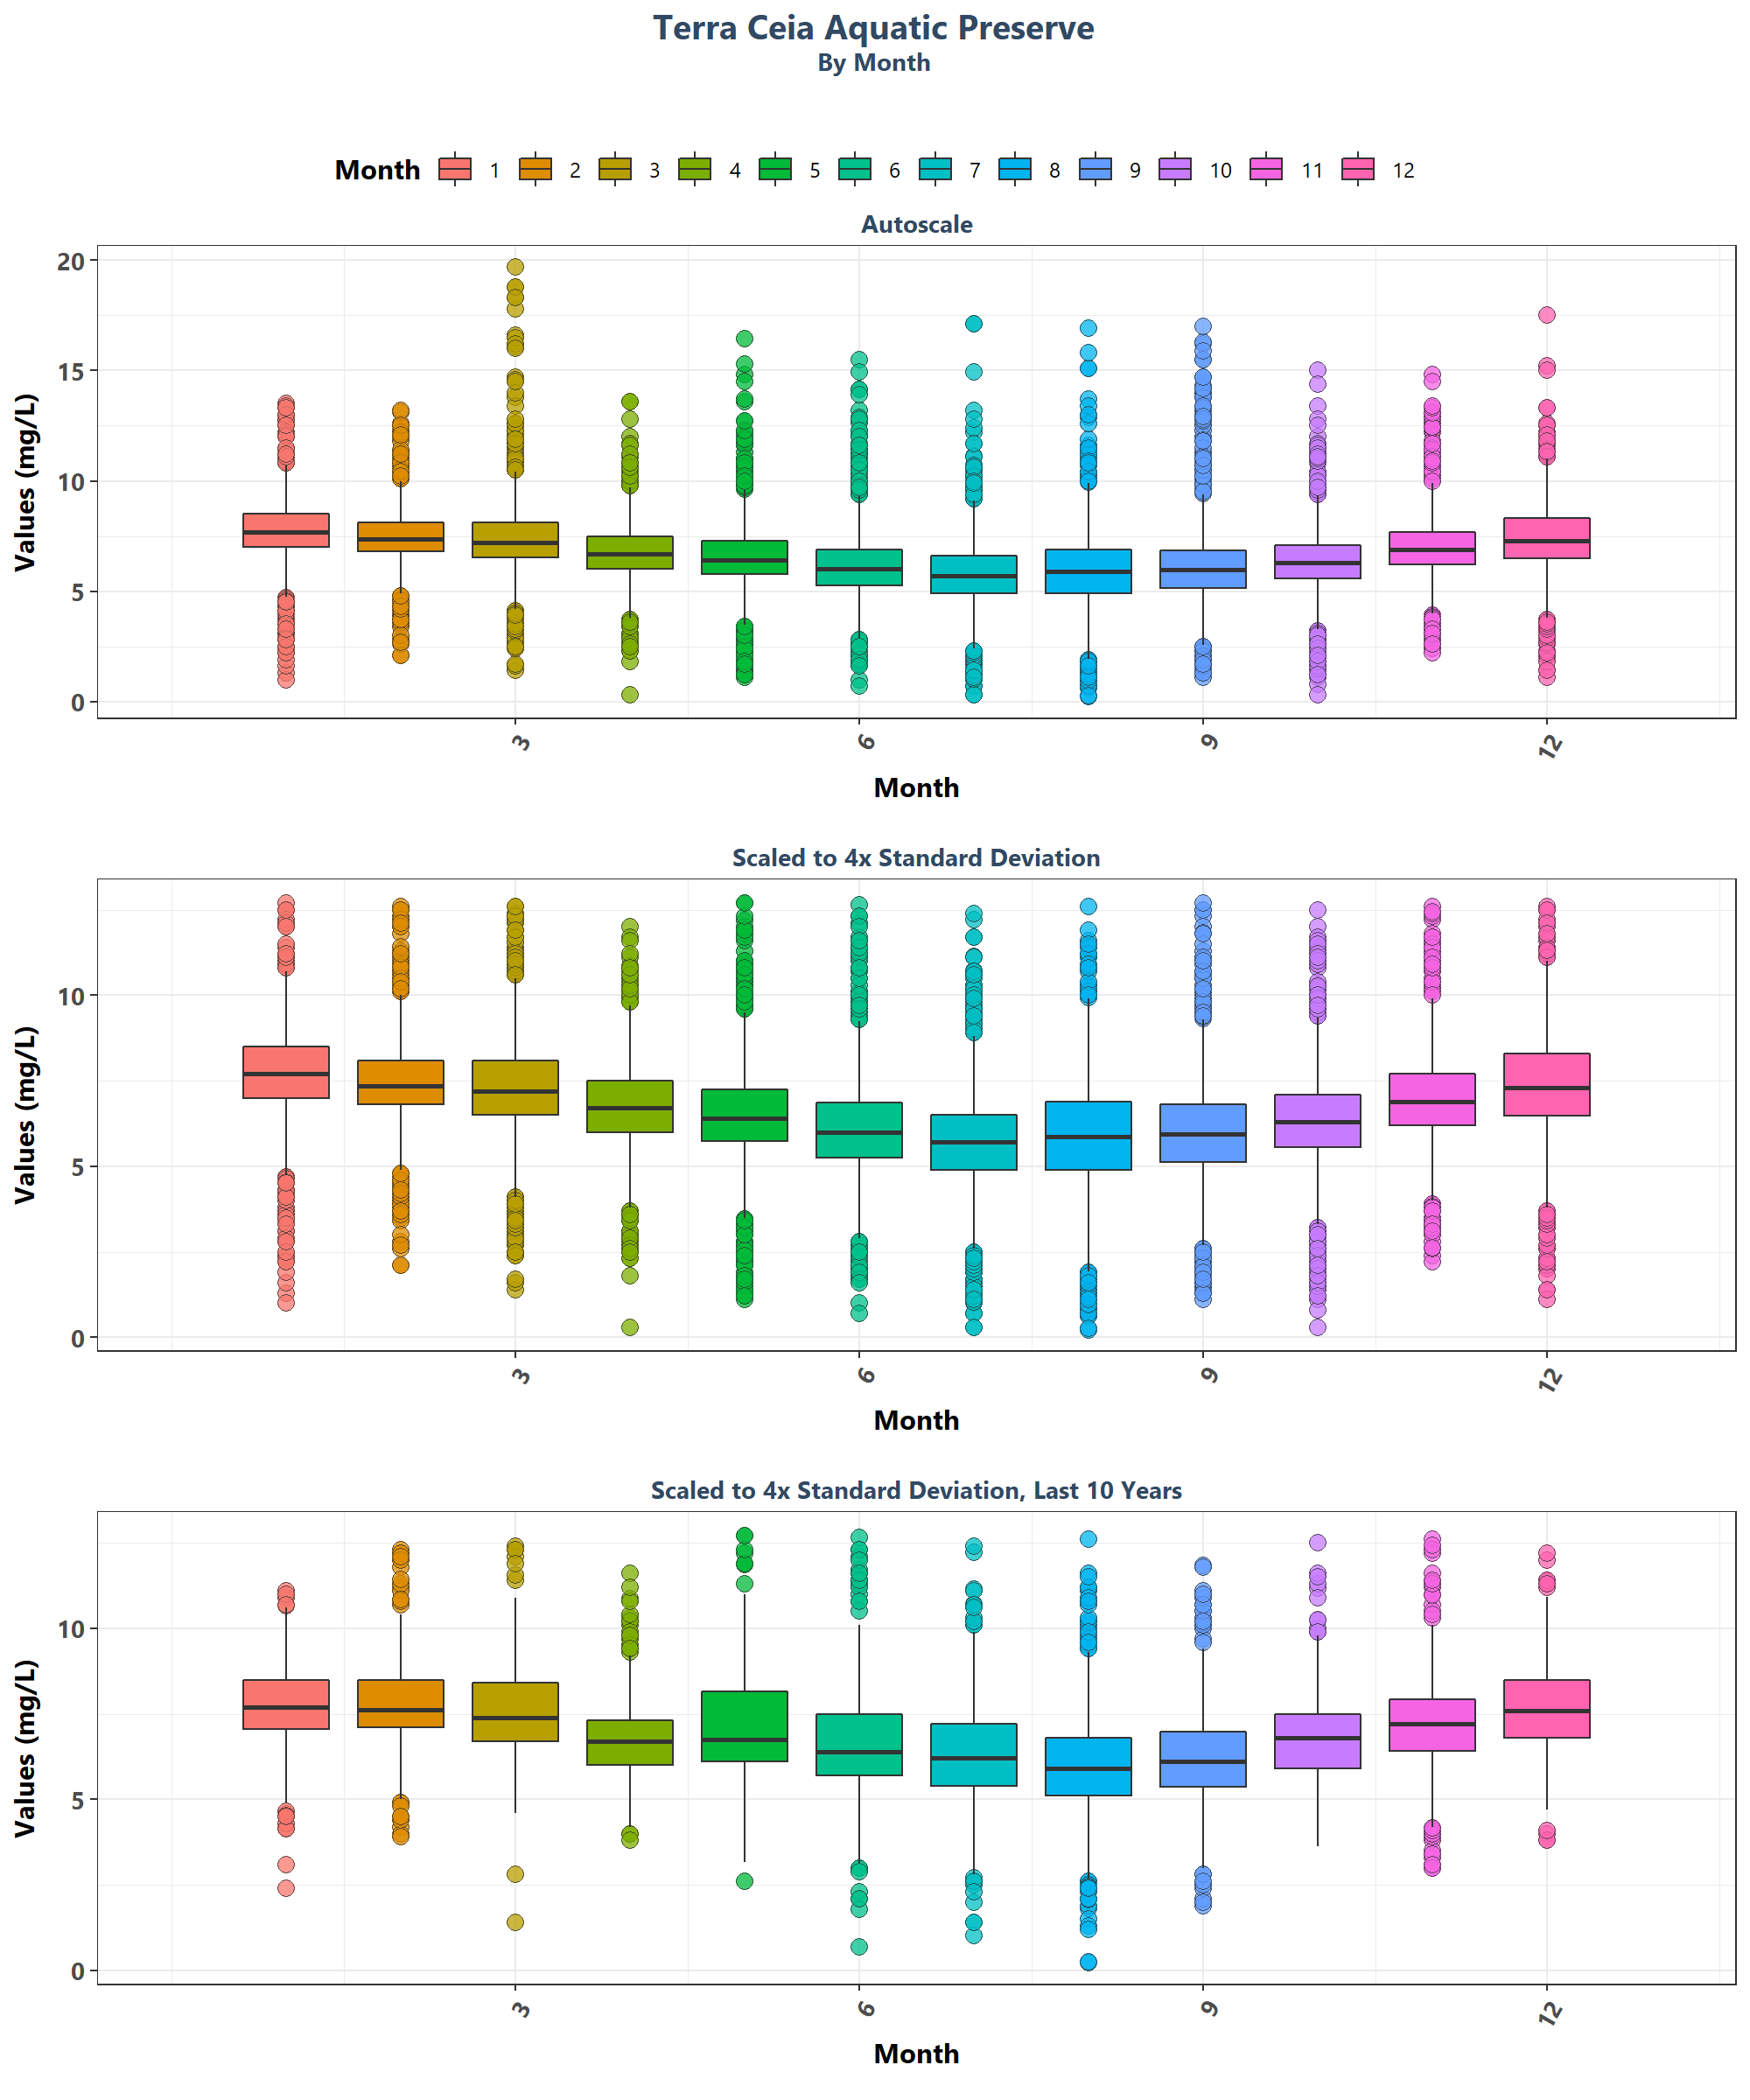 Terra Ceia Aquatic Preserve
By Month
Month 1 2 3 4 5 6 7 8 9 10 11 12
Autoscale
Values (mg/L)
20
15
10
5
0
3 6 9 12
Month
Scaled to 4x Standard Deviation
Values (mg/L)
10
5
0
3 6 9 12
Month
Scaled to 4x Standard Deviation, Last 10 Years
Values (mg/L)
10
5
0
3 6 9 12
Month